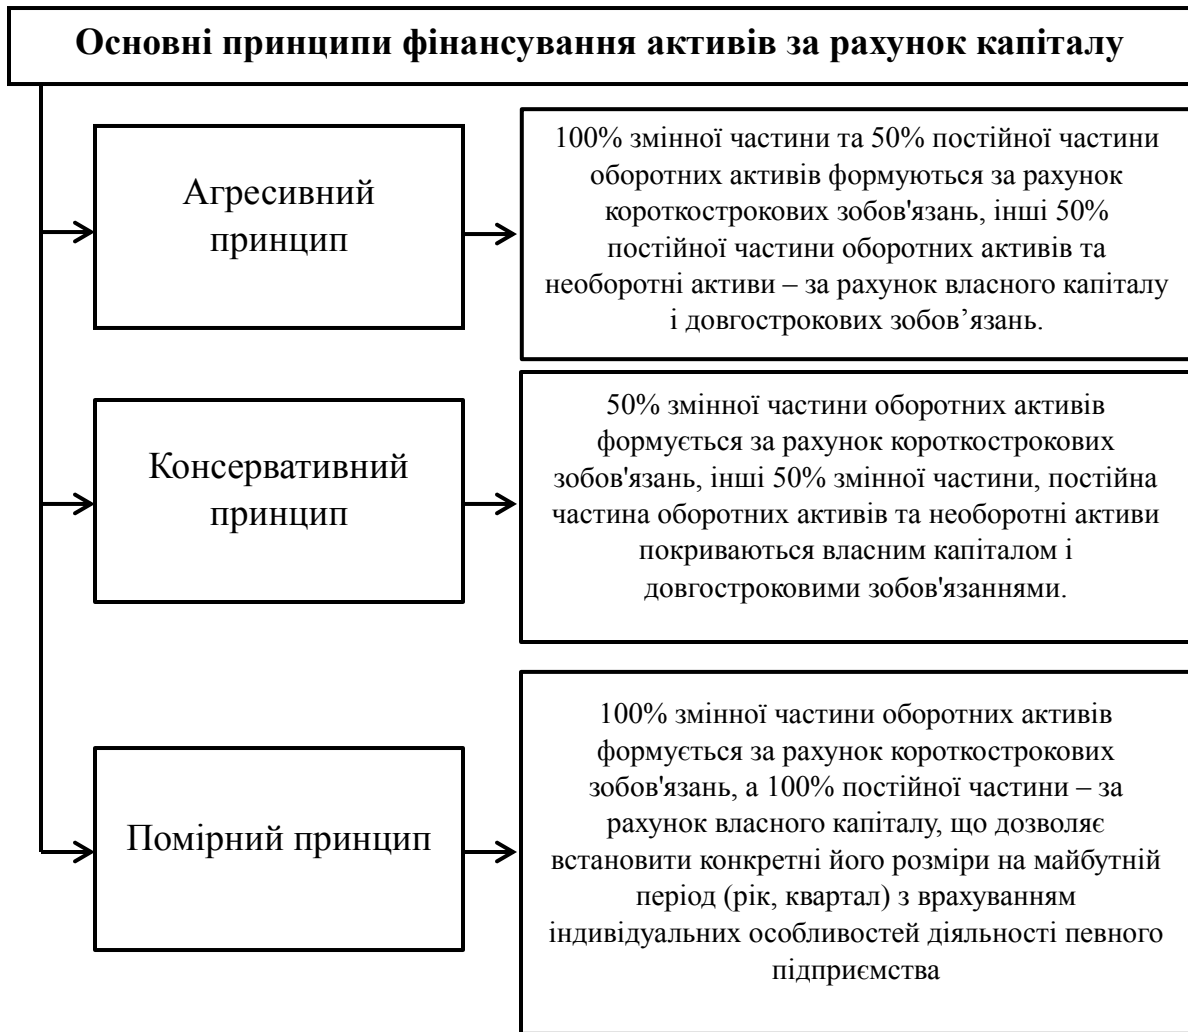 Основні принципи фінансування активів за рахунок капіталу
Агресивний
принцип
100% змінної частини та 50% постійної частини
оборотних активів формуються за рахунок
короткострокових зобов'язань, інші 50%
постійної частини оборотних активів та
необоротні активи – за рахунок власного капіталу
і довгострокових зобов’язань.
Консервативний
принцип
50% змінної частини оборотних активів
формується за рахунок короткострокових
зобов'язань, інші 50% змінної частини, постійна
частина оборотних активів та необоротні активи
покриваються власним капіталом і
довгостроковими зобов'язаннями.
Помірний принцип
100% змінної частини оборотних активів
формується за рахунок короткострокових
зобов'язань, а 100% постійної частини – за
рахунок власного капіталу, що дозволяє
встановити конкретні його розміри на майбутній
період (рік, квартал) з врахуванням
індивідуальних особливостей діяльності певного
підприємства